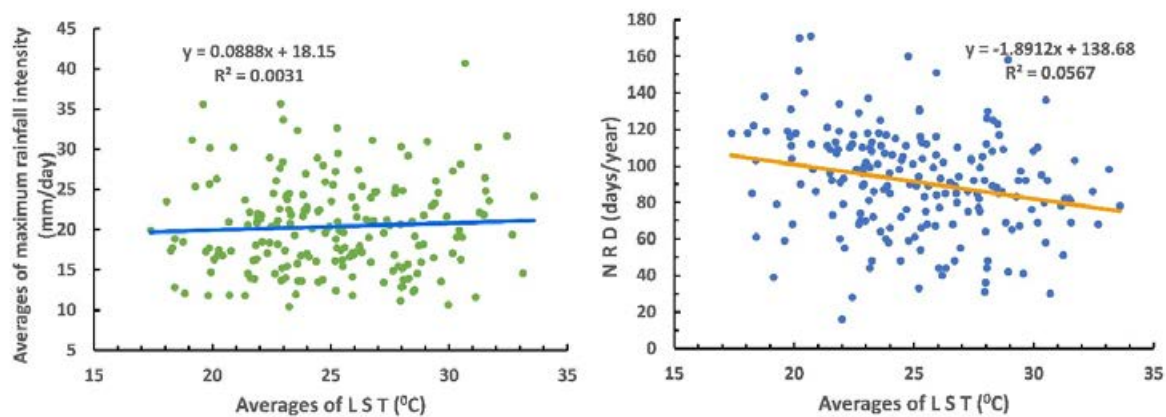 45
40
35
30
25
20
15
10
5
Averages of maximum rainfall intensity
(mm/day)
y = 0.0888x + 18.15
R² = 0.0031
15 20 25 30 35
Averages of L S T (⁰C)
180
160
140
120
100
80
60
40
20
0
N R D (days/year)
y = -1.8912x + 138.68
R² = 0.0567
15 20 25 30 35
Averages of L S T (⁰C)